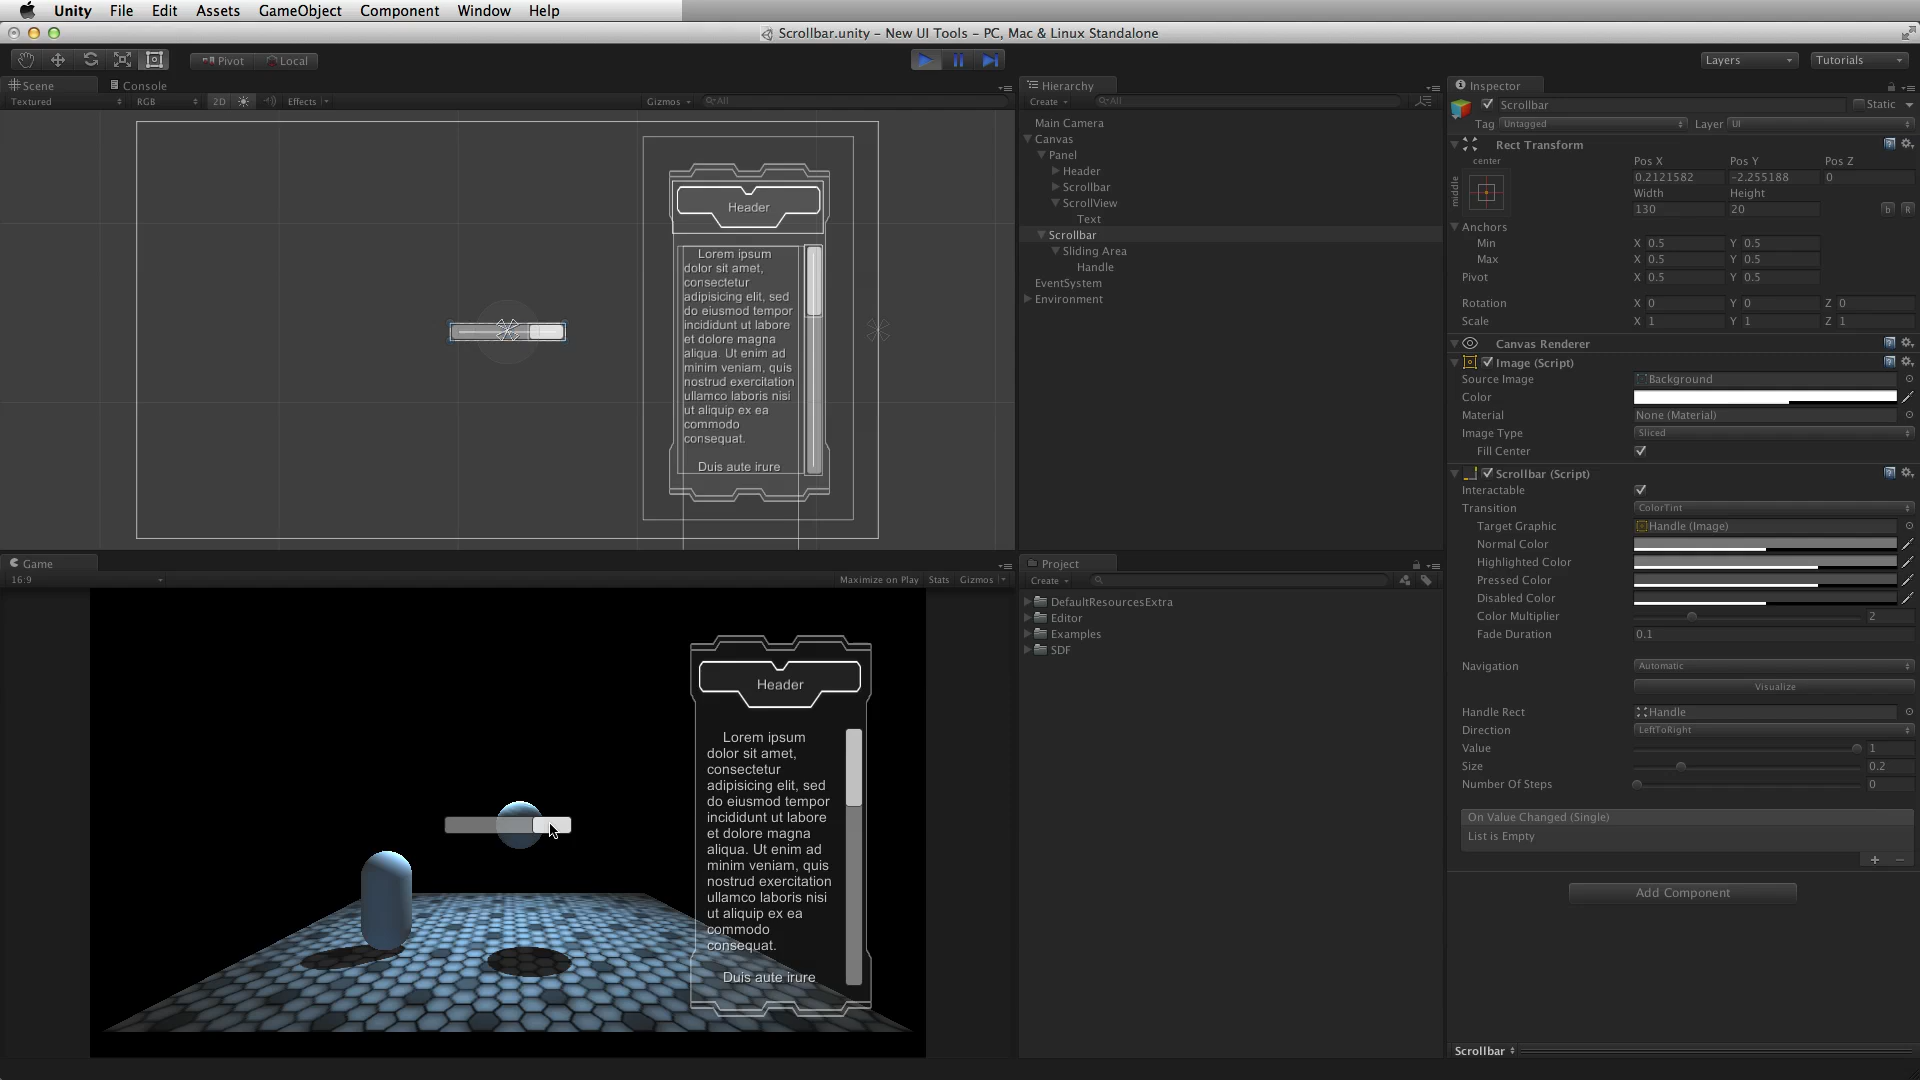 Unity File Edit Assets GameObject Component Window Help
Scrollbar.unity - New UI Tools - PC, Mac & Linux Standalone
Pivot Local
Layers Tutorials
Scene Console
Textured RGB 2D Effects Gizmos All
Header
Lorem ipsum
dolor sit amet,
consectetur
adipisicing elit, sed
do eiusmod tempor
incididunt ut labore
et dolore magna
aliqua. Ut enim ad
minim veniam, quis
nostrud exercitation
ullamco laboris nisi
ut aliquip ex ea
commodo
consequat.
Duis aute irure
Game
16:9 Maximize on Play Stats Gizmos
Header
Lorem ipsum
dolor sit amet,
consectetur
adipisicing elit, sed
do eiusmod tempor
incididunt ut labore
et dolore magna
aliqua. Ut enim ad
minim veniam, quis
nostrud exercitation
ullamco laboris nisi
ut aliquip ex ea
commodo
consequat.
Duis aute irure
Hierarchy
Create All
Main Camera
Canvas
Panel
Header
Scrollbar
ScrollView
Text
Scrollbar
Sliding Area
Handle
EventSystem
Environment
Project
Create
DefaultResourcesExtra
Editor
Examples
SDF
Inspector
Scrollbar Static
Tag Untagged Layer UI
Rect Transform
center Pos X Pos Y Pos Z
middle 0.2121582 -2.255188 0
Width Height
130 20 b R
Anchors
Min X 0.5 Y 0.5
Max X 0.5 Y 0.5
Pivot X 0.5 Y 0.5
Rotation X 0 Y 0 Z 0
Scale X 1 Y 1 Z 1
Canvas Renderer
Image (Script)
Source Image Background
Color
Material None (Material)
Image Type Sliced
Fill Center
Scrollbar (Script)
Interactable
Transition ColorTint
Target Graphic Handle (Image)
Normal Color
Highlighted Color
Pressed Color
Disabled Color
Color Multiplier 2
Fade Duration 0.1
Navigation Automatic
Visualize
Handle Rect Handle
Direction LeftToRight
Value 1
Size 0.2
Number Of Steps 0
On Value Changed (Single)
List is Empty
+ −
Add Component
Scrollbar